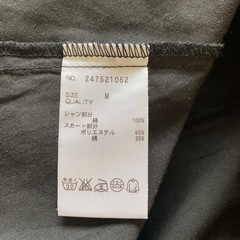 NO. 247521052
SIZE M
QUALITY
シャツ部分
綿 100%
スカート部分
ポリエステル 65%
綿 35%